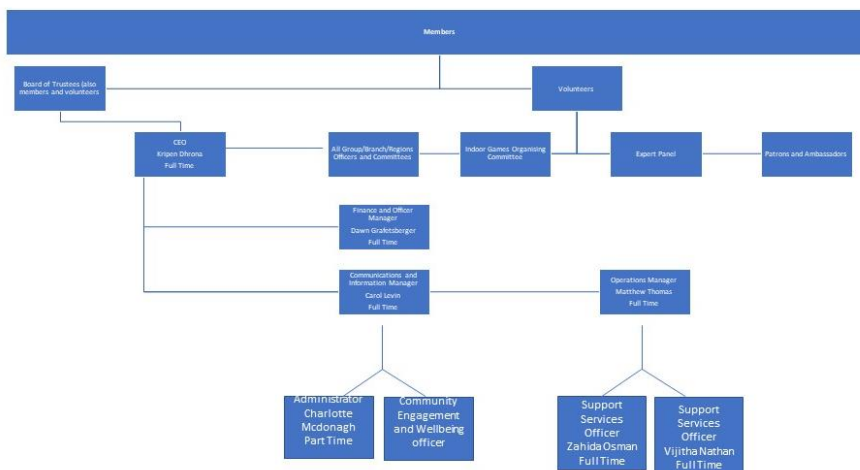 Members
Board of Trustees (also
members and volunteers
Volunteers
CEO
Kripen Dhrona
Full Time
All Group/Branch/Regions
Officers and Committees
Indoor Games Organising
Committee
Expert Panel
Patrons and Ambassadors
Finance and Officer
Manager
Dawn Grafetsberger
Full Time
Communications and
Information Manager
Carol Levin
Full Time
Operations Manager
Matthew Thomas
Full Time
Administrator
Charlotte
Mcdonagh
Part Time
Community
Engagement
and Wellbeing
officer
Support
Services
Officer
Zahida Osman
Full Time
Support
Services
Officer
Vijitha Nathan
Full Time